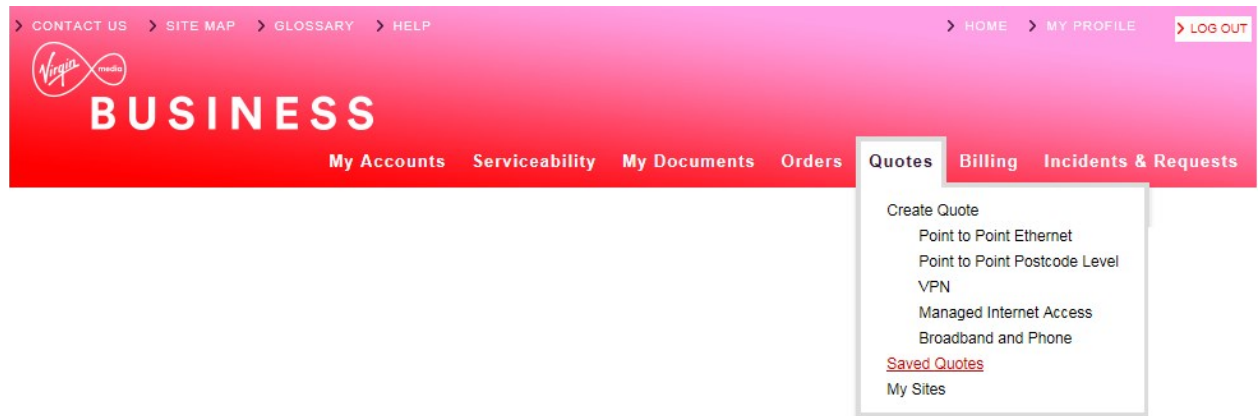 > CONTACT US > SITE MAP > GLOSSARY > HELP > HOME > MY PROFILE > LOG OUT
Virgin media
BUSINESS
My Accounts Serviceability My Documents Orders Quotes Billing Incidents & Requests
Create Quote
Point to Point Ethernet
Point to Point Postcode Level
VPN
Managed Internet Access
Broadband and Phone
Saved Quotes
My Sites